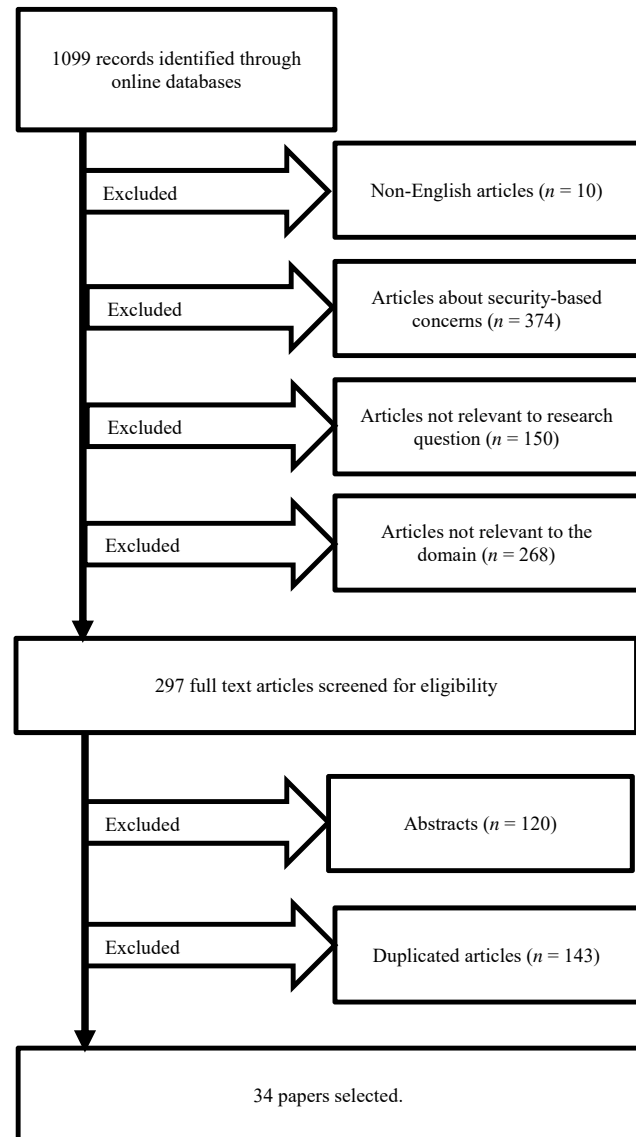 1099 records identified through
online databases
Excluded
Non-English articles (n = 10)
Excluded
Articles about security-based
concerns (n = 374)
Excluded
Articles not relevant to research
question (n = 150)
Excluded
Articles not relevant to the
domain (n = 268)
297 full text articles screened for eligibility
Excluded
Abstracts (n = 120)
Excluded
Duplicated articles (n = 143)
34 papers selected.